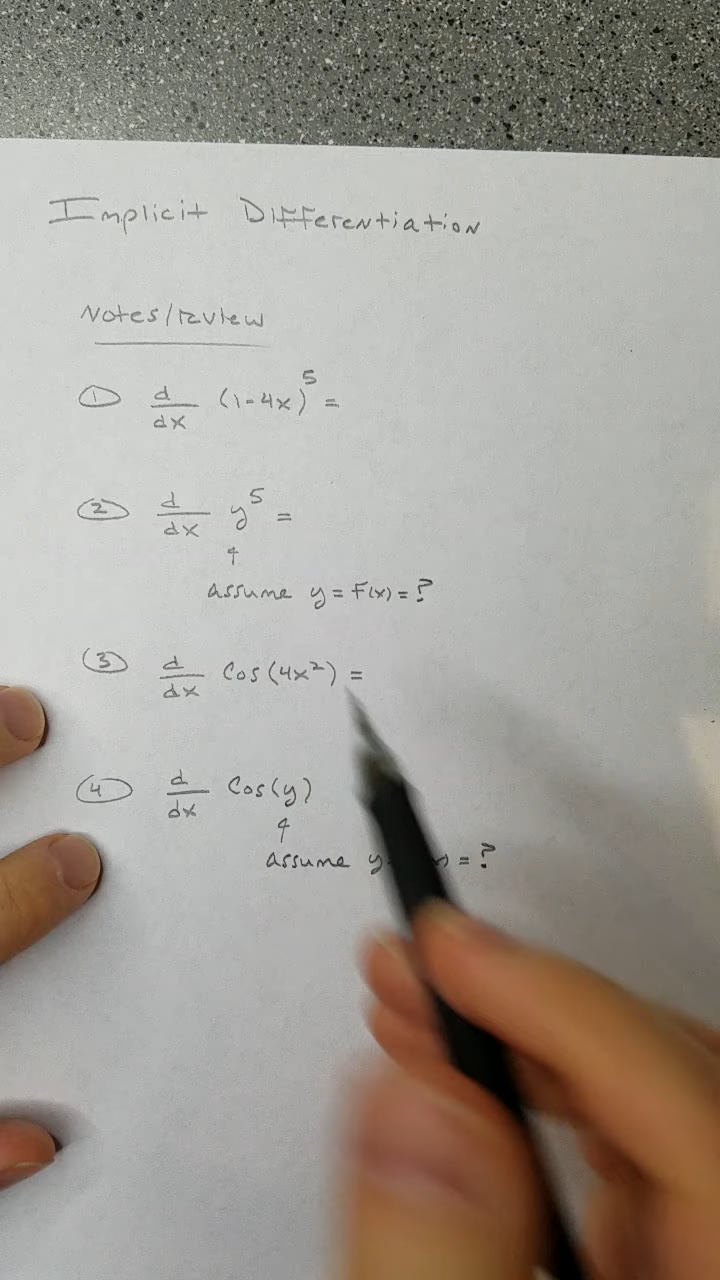 Implicit Differentiation
Notes/review
① d/dx (1-4x)^5 =
② d/dx y^5 =
assume y = F(x) = ?
③ d/dx Cos(4x²) =
④ d/dx Cos(y)
assume y = ?